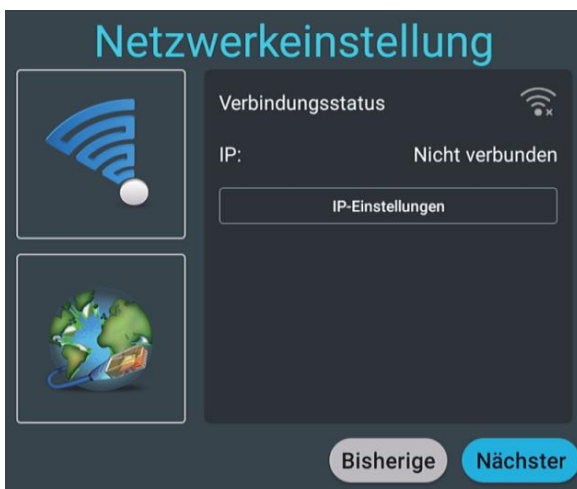 Netzwerkeinstellung
Verbindungsstatus
IP: Nicht verbunden
IP-Einstellungen
Bisherige Nächster